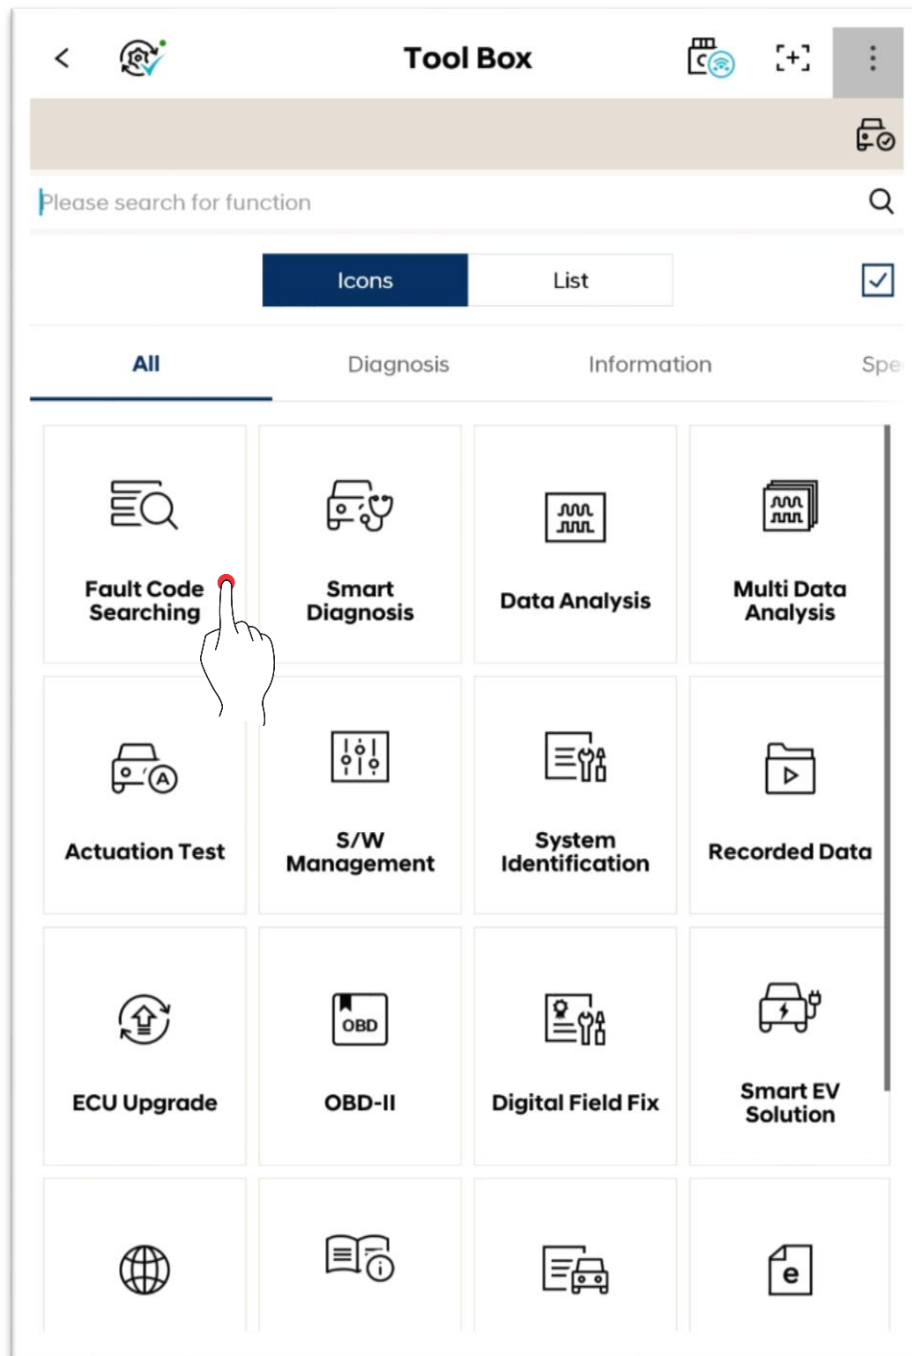 Tool Box
Please search for function
Icons
List
All
Diagnosis
Information
Spe
Fault Code
Searching
Smart
Diagnosis
Data Analysis
Multi Data
Analysis
Actuation Test
S/W
Management
System
Identification
Recorded Data
A
ECU Upgrade
OBD
OBD-II
Digital Field Fix
Smart EV
Solution
i
e